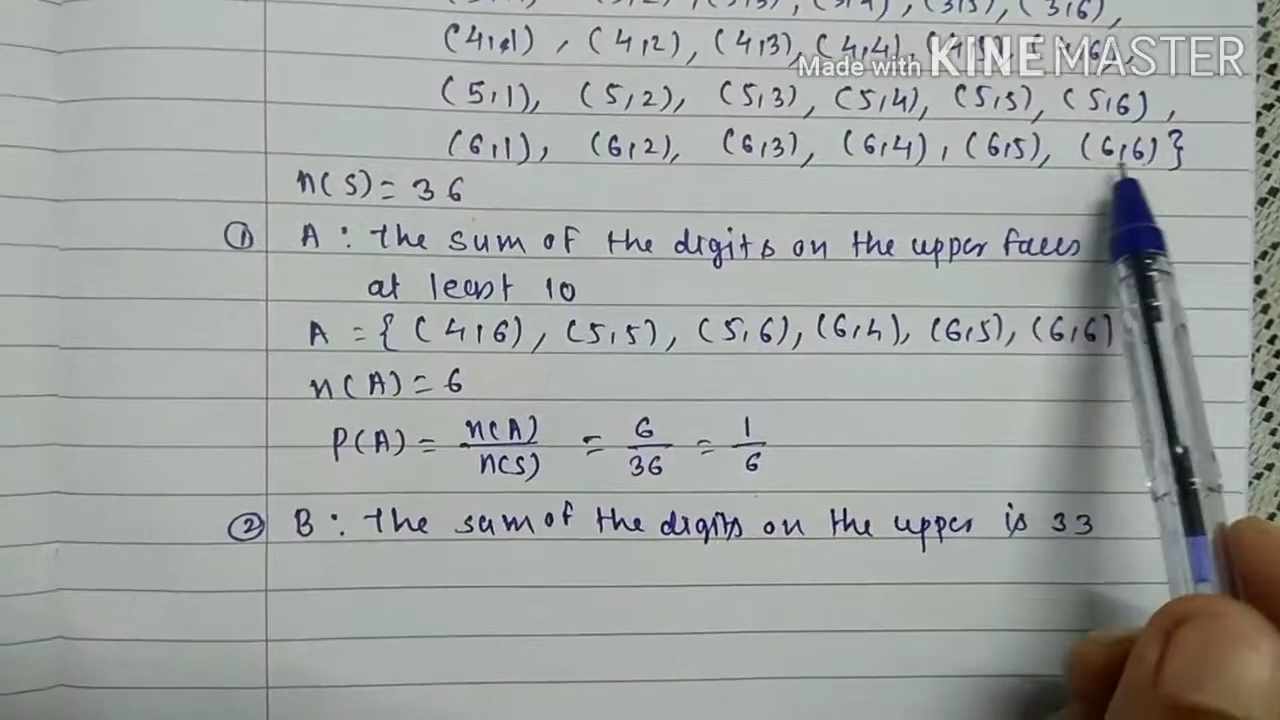 (3,6),
(4,1), (4,2), (4,3), (4,4),
Made with KINEMASTER
(5,1), (5,2), (5,3), (5,4), (5,5), (5,6),
(6,1), (6,2), (6,3), (6,4), (6,5), (6,6)}
n(S) = 36
① A : the sum of the digits on the upper faces
at least 10
A = { (4,6), (5,5), (5,6), (6,4), (6,5), (6,6)
n(A) = 6
P(A) = n(A)/n(S) = 6/36 = 1/6
② B : the sum of the digits on the upper is 33